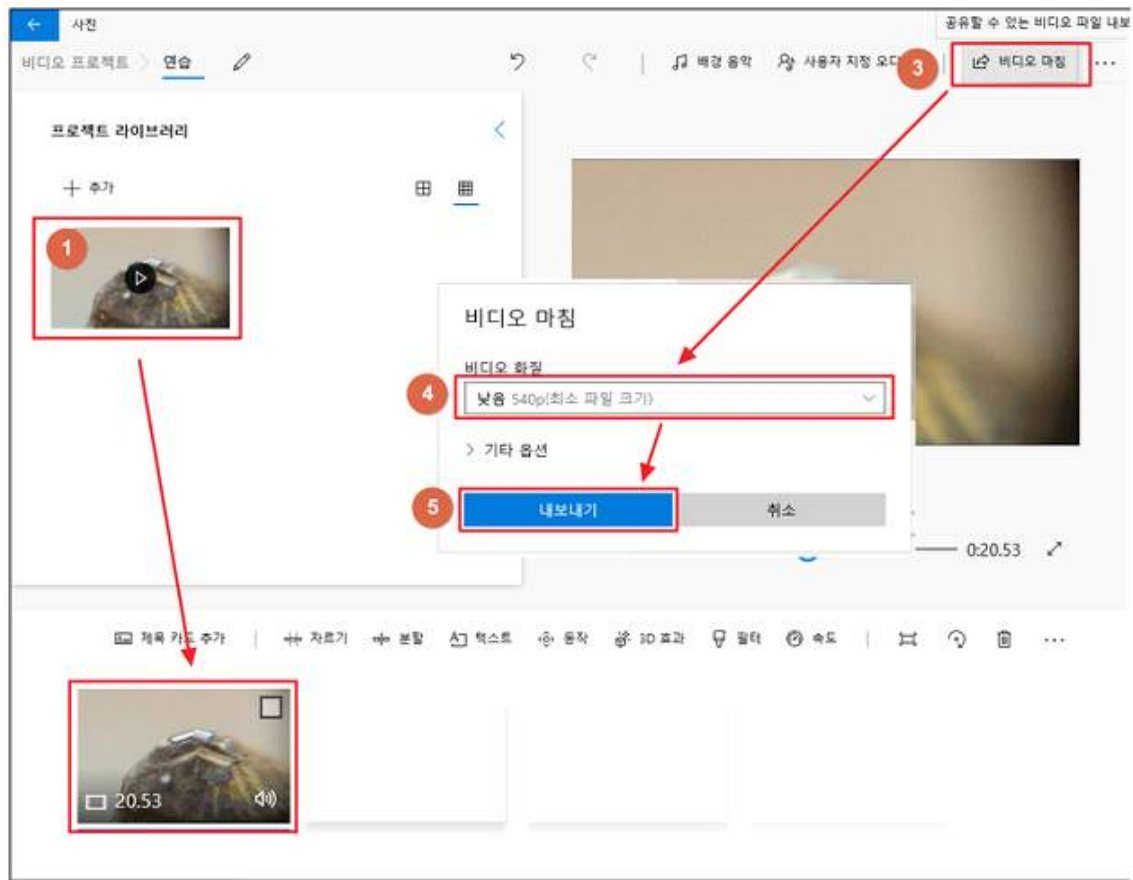 사진
공유할 수 있는 비디오 파일 내보
비디오 프로젝트 연습
배경 음악 사용자 지정 오디 3 비디오 마침 ...
프로젝트 라이브러리
추가
1
비디오 마침
비디오 화질
4 낮음 540p(최소 파일 크기)
기타 옵션
5 내보내기 취소
0:20.53
제목 카드 추가 자르기 분할 텍스트 동작 3D 효과 필터 속도 ...
20.53